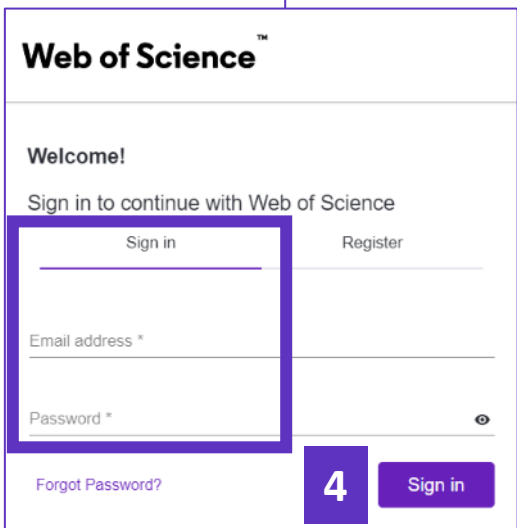 Web of Science™
Welcome!
Sign in to continue with Web of Science
Sign in Register
Email address *
Password *
Forgot Password? 4 Sign in